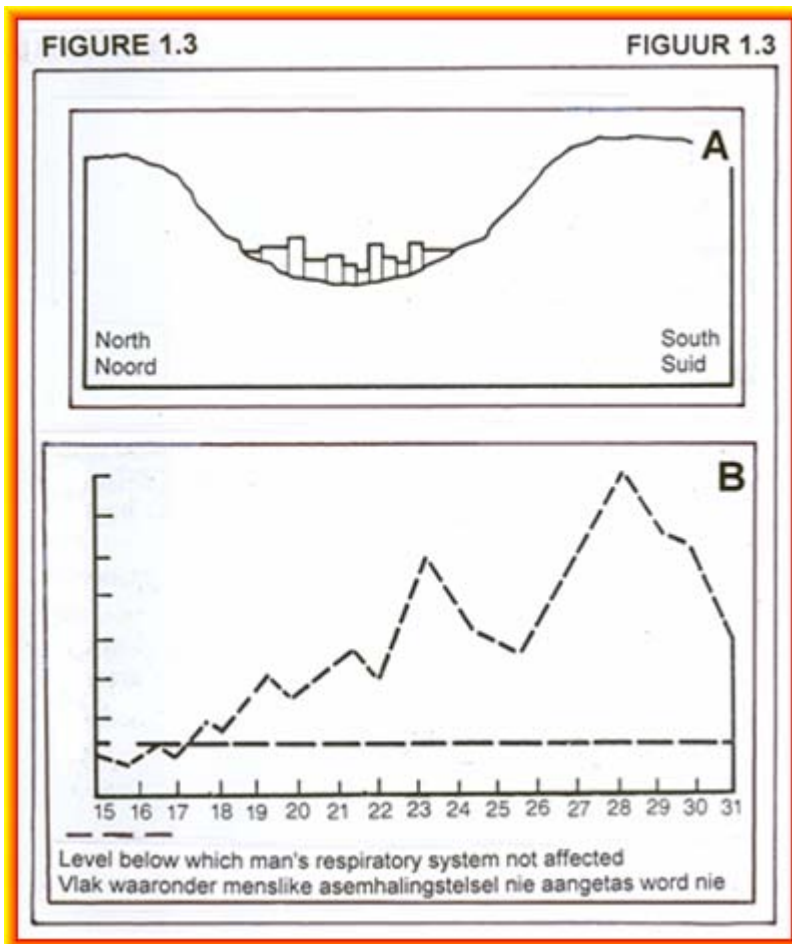 FIGURE 1.3 FIGUUR 1.3
A
North South
Noord Suid
B
15 16 17 18 19 20 21 22 23 24 25 26 27 28 29 30 31
Level below which man's respiratory system not affected
Vlak waaronder menslike asemhalingstelsel nie aangetas word nie